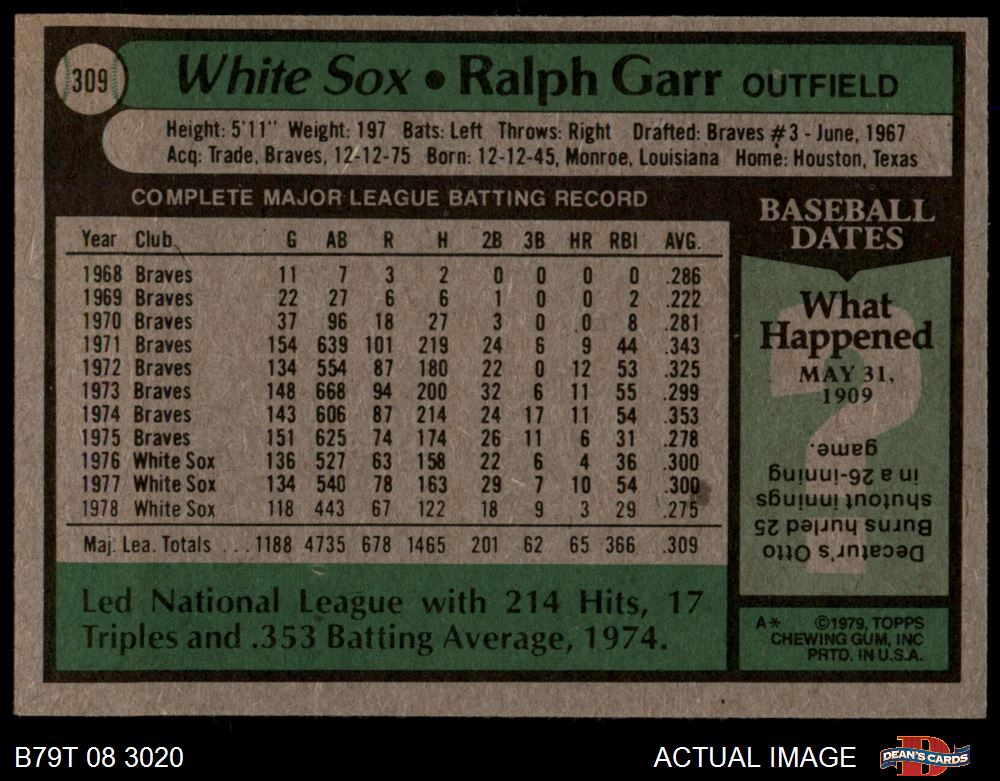 309
White Sox • Ralph Garr OUTFIELD
Height: 5'11" Weight: 197 Bats: Left Throws: Right Drafted: Braves #3 - June, 1967
Acq: Trade, Braves, 12-12-75 Born: 12-12-45, Monroe, Louisiana Home: Houston, Texas
COMPLETE MAJOR LEAGUE BATTING RECORD
Year Club G AB R H 2B 3B HR RBI AVG.
1968 Braves 11 7 3 2 0 0 0 0 .286
1969 Braves 22 27 6 6 1 0 0 2 .222
1970 Braves 37 96 18 27 3 0 0 8 .281
1971 Braves 154 639 101 219 24 6 9 44 .343
1972 Braves 134 554 87 180 22 0 12 53 .325
1973 Braves 148 668 94 200 32 6 11 55 .299
1974 Braves 143 606 87 214 24 17 11 54 .353
1975 Braves 151 625 74 174 26 11 6 31 .278
1976 White Sox 136 527 63 158 22 6 4 36 .300
1977 White Sox 134 540 78 163 29 7 10 54 .300
1978 White Sox 118 443 67 122 18 9 3 29 .275
Maj. Lea. Totals ... 1188 4735 678 1465 201 62 65 366 .309
Led National League with 214 Hits, 17
Triples and .353 Batting Average, 1974.
BASEBALL
DATES
What
Happened
MAY 31,
1909
?
Decatur's Otto
Burns hurled 25
shutout innings
in a 26-inning
game.
A* ©1979, TOPPS
CHEWING GUM, INC
PRTD. IN U.S.A.
B79T 08 3020
ACTUAL IMAGE
D
DEAN'S CARDS